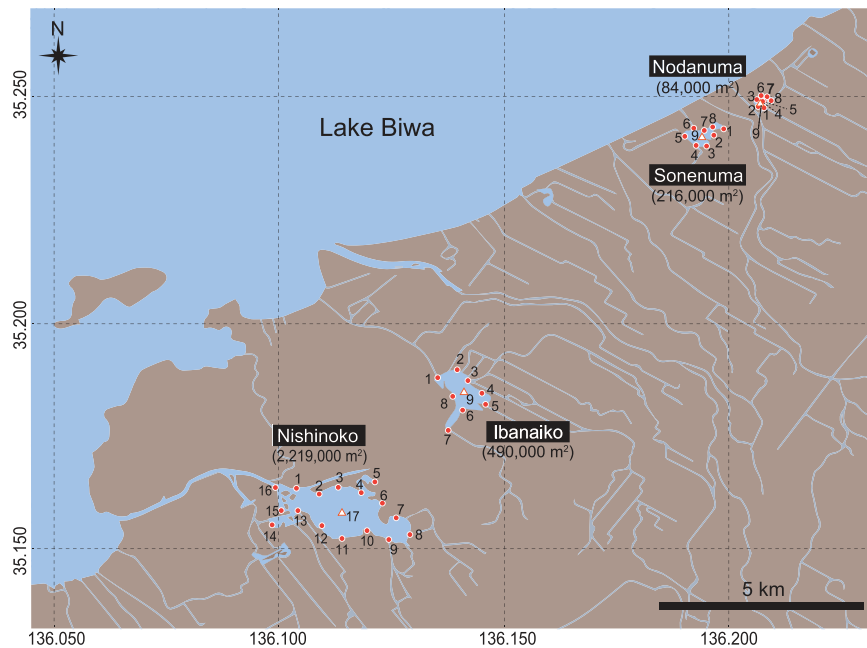 N
Lake Biwa
Nodanuma
(84,000 m²)
6 7
3 8
2 1 4 5
9
6 7 8 1
5 9 2
4 3
Sonenuma
(216,000 m²)
2
1 3
8 9 4
6 5
7
Ibanaiko
(490,000 m²)
Nishinoko
(2,219,000 m²)
16 1 2 3 4 5
6
15 13 17 7
14 12 11 10 9 8
5 km
35.250
35.200
35.150
136.050 136.100 136.150 136.200